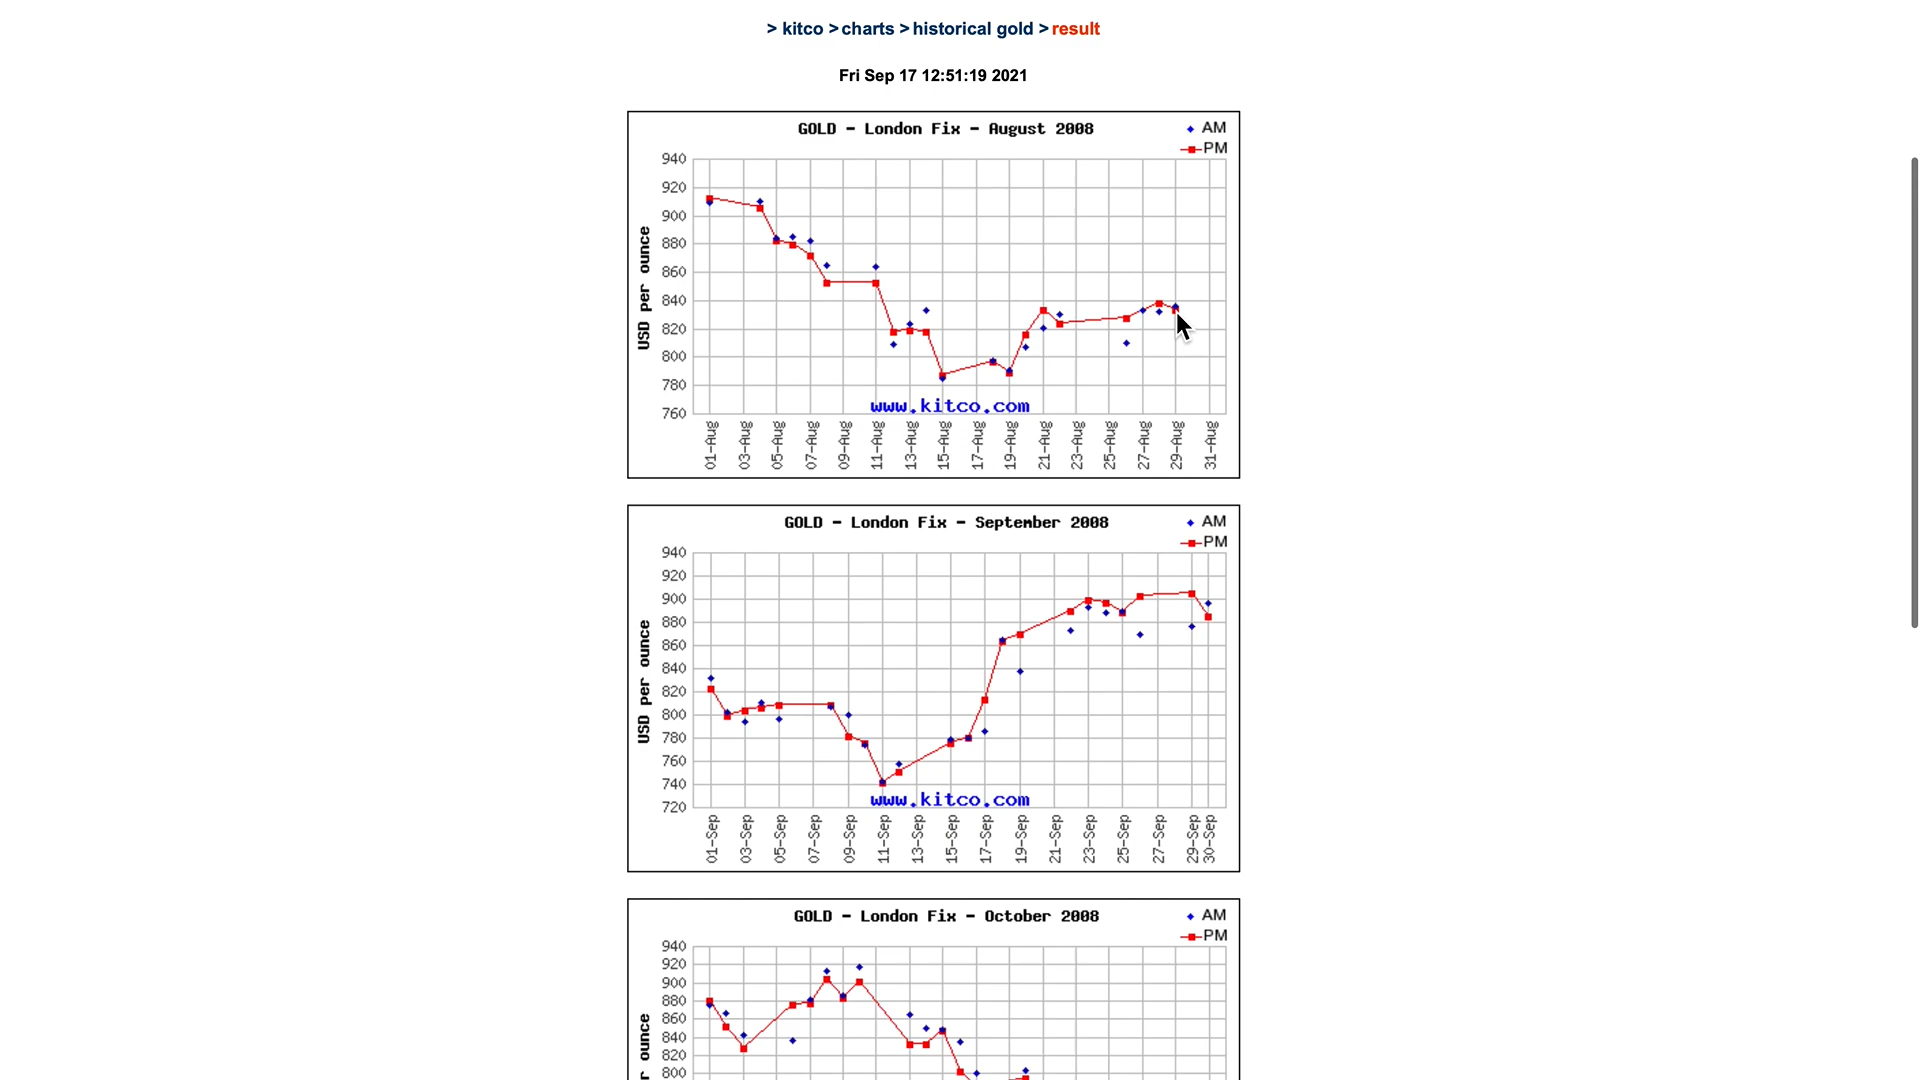 > kitco >charts >historical gold >result
Fri Sep 17 12:51:19 2021
GOLD - London Fix - August 2008
AM
PM
940
920
900
880
860
840
820
800
780
760
USD per ounce
www.kitco.com
01-Aug 03-Aug 05-Aug 07-Aug 09-Aug 11-Aug 13-Aug 15-Aug 17-Aug 19-Aug 21-Aug 23-Aug 25-Aug 27-Aug 29-Aug 31-Aug
GOLD - London Fix - September 2008
AM
PM
940
920
900
880
860
840
820
800
780
760
740
720
USD per ounce
www.kitco.com
01-Sep 03-Sep 05-Sep 07-Sep 09-Sep 11-Sep 13-Sep 15-Sep 17-Sep 19-Sep 21-Sep 23-Sep 25-Sep 27-Sep 29-Sep 30-Sep
GOLD - London Fix - October 2008
AM
PM
940
920
900
880
860
840
820
800
ounce